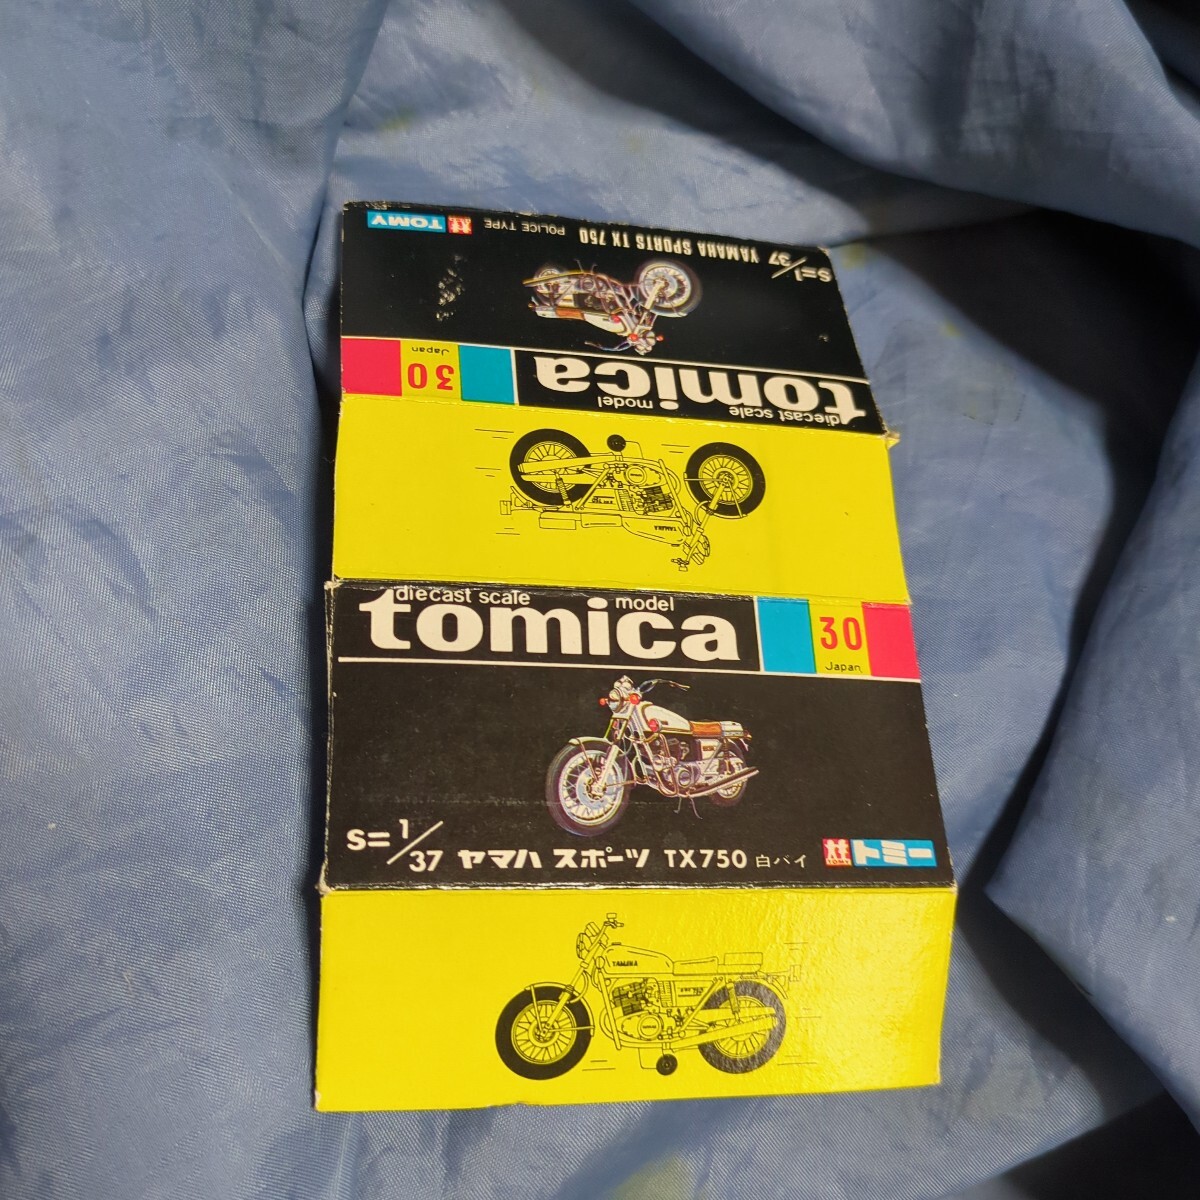 TOMY
POLICE TYPE
S=1/37 YAMAHA SPORTS TX 750
30
Japan
diecast scale model
tomica
YAMAHA
diecast scale model
tomica
30
Japan
S=1/37 ヤマハ スポーツ TX750 白バイ
TOMY
トミー
YAMAHA